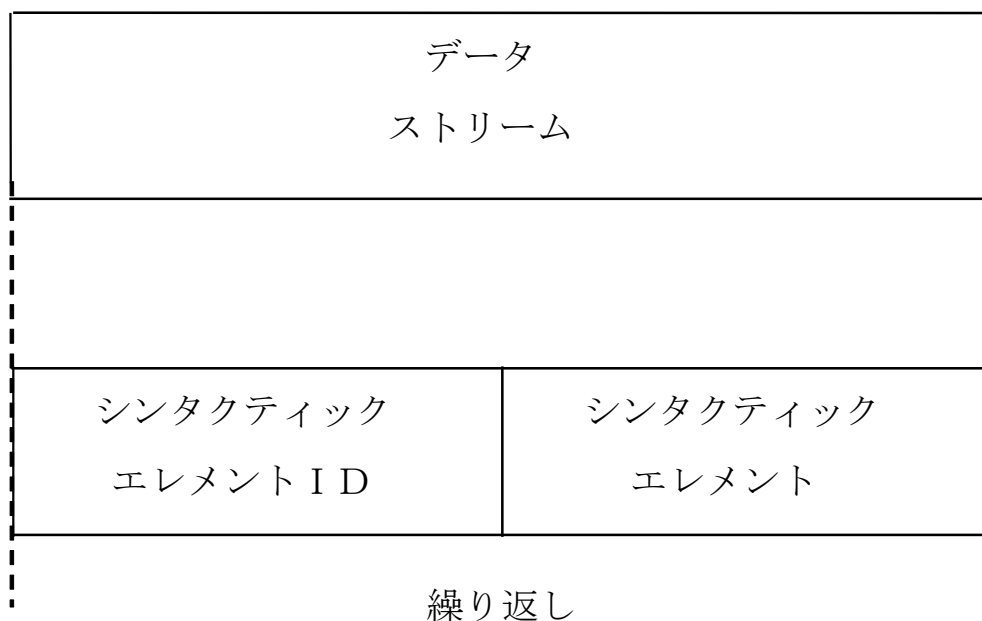 データ
ストリーム
シンタクティック
エレメントＩＤ
シンタクティック
エレメント
繰り返し